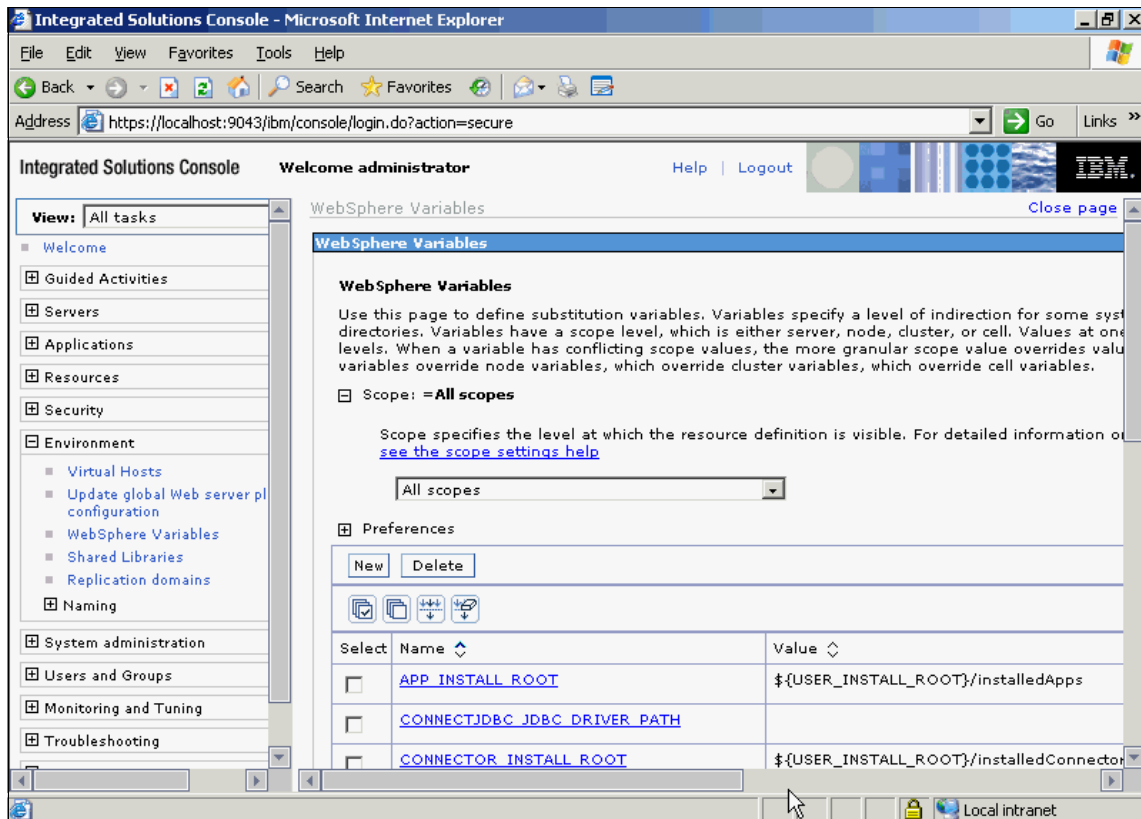 Integrated Solutions Console - Microsoft Internet Explorer
File Edit View Favorites Tools Help
Back Search Favorites
Address https://localhost:9043/ibm/console/login.do?action=secure Go Links »
Integrated Solutions Console Welcome administrator Help | Logout IBM.
View: All tasks
Welcome
Guided Activities
Servers
Applications
Resources
Security
Environment
Virtual Hosts
Update global Web server pl
configuration
WebSphere Variables
Shared Libraries
Replication domains
Naming
System administration
Users and Groups
Monitoring and Tuning
Troubleshooting
WebSphere Variables Close page
WebSphere Variables
WebSphere Variables
Use this page to define substitution variables. Variables specify a level of indirection for some syst
directories. Variables have a scope level, which is either server, node, cluster, or cell. Values at one
levels. When a variable has conflicting scope values, the more granular scope value overrides valu
variables override node variables, which override cluster variables, which override cell variables.
Scope: =All scopes
Scope specifies the level at which the resource definition is visible. For detailed information o
see the scope settings help
All scopes
Preferences
New Delete
Select Name Value
APP_INSTALL_ROOT ${USER_INSTALL_ROOT}/installedApps
CONNECTJDBC_JDBC_DRIVER_PATH
CONNECTOR_INSTALL_ROOT ${USER_INSTALL_ROOT}/installedConnector
Local intranet